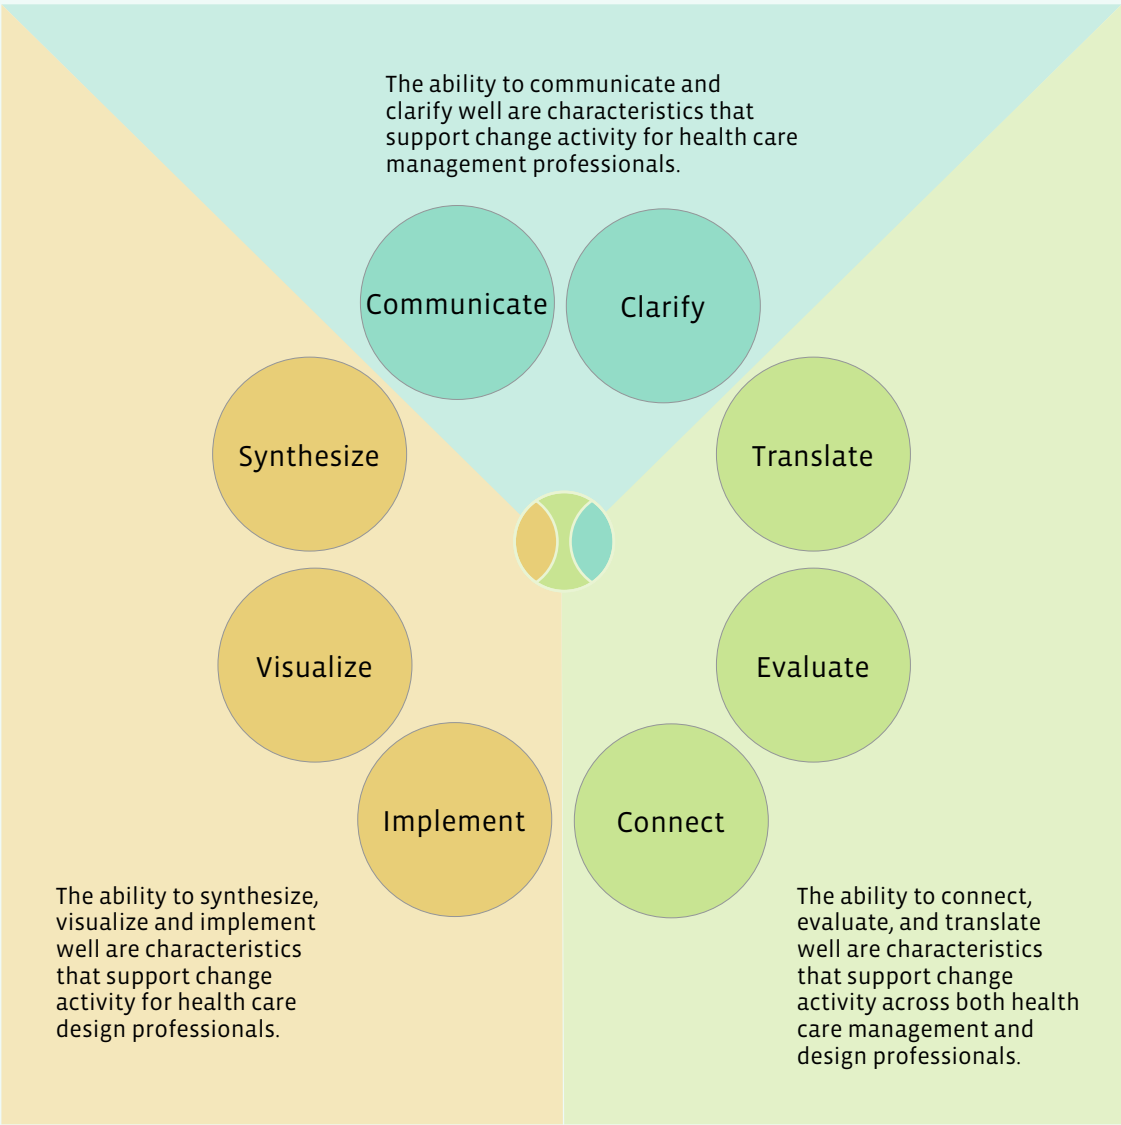 The ability to communicate and
clarify well are characteristics that
support change activity for health care
management professionals.
Communicate
Clarify
Synthesize
Translate
Visualize
Evaluate
Implement
Connect
The ability to synthesize,
visualize and implement
well are characteristics
that support change
activity for health care
design professionals.
The ability to connect,
evaluate, and translate
well are characteristics
that support change
activity across both health
care management and
design professionals.